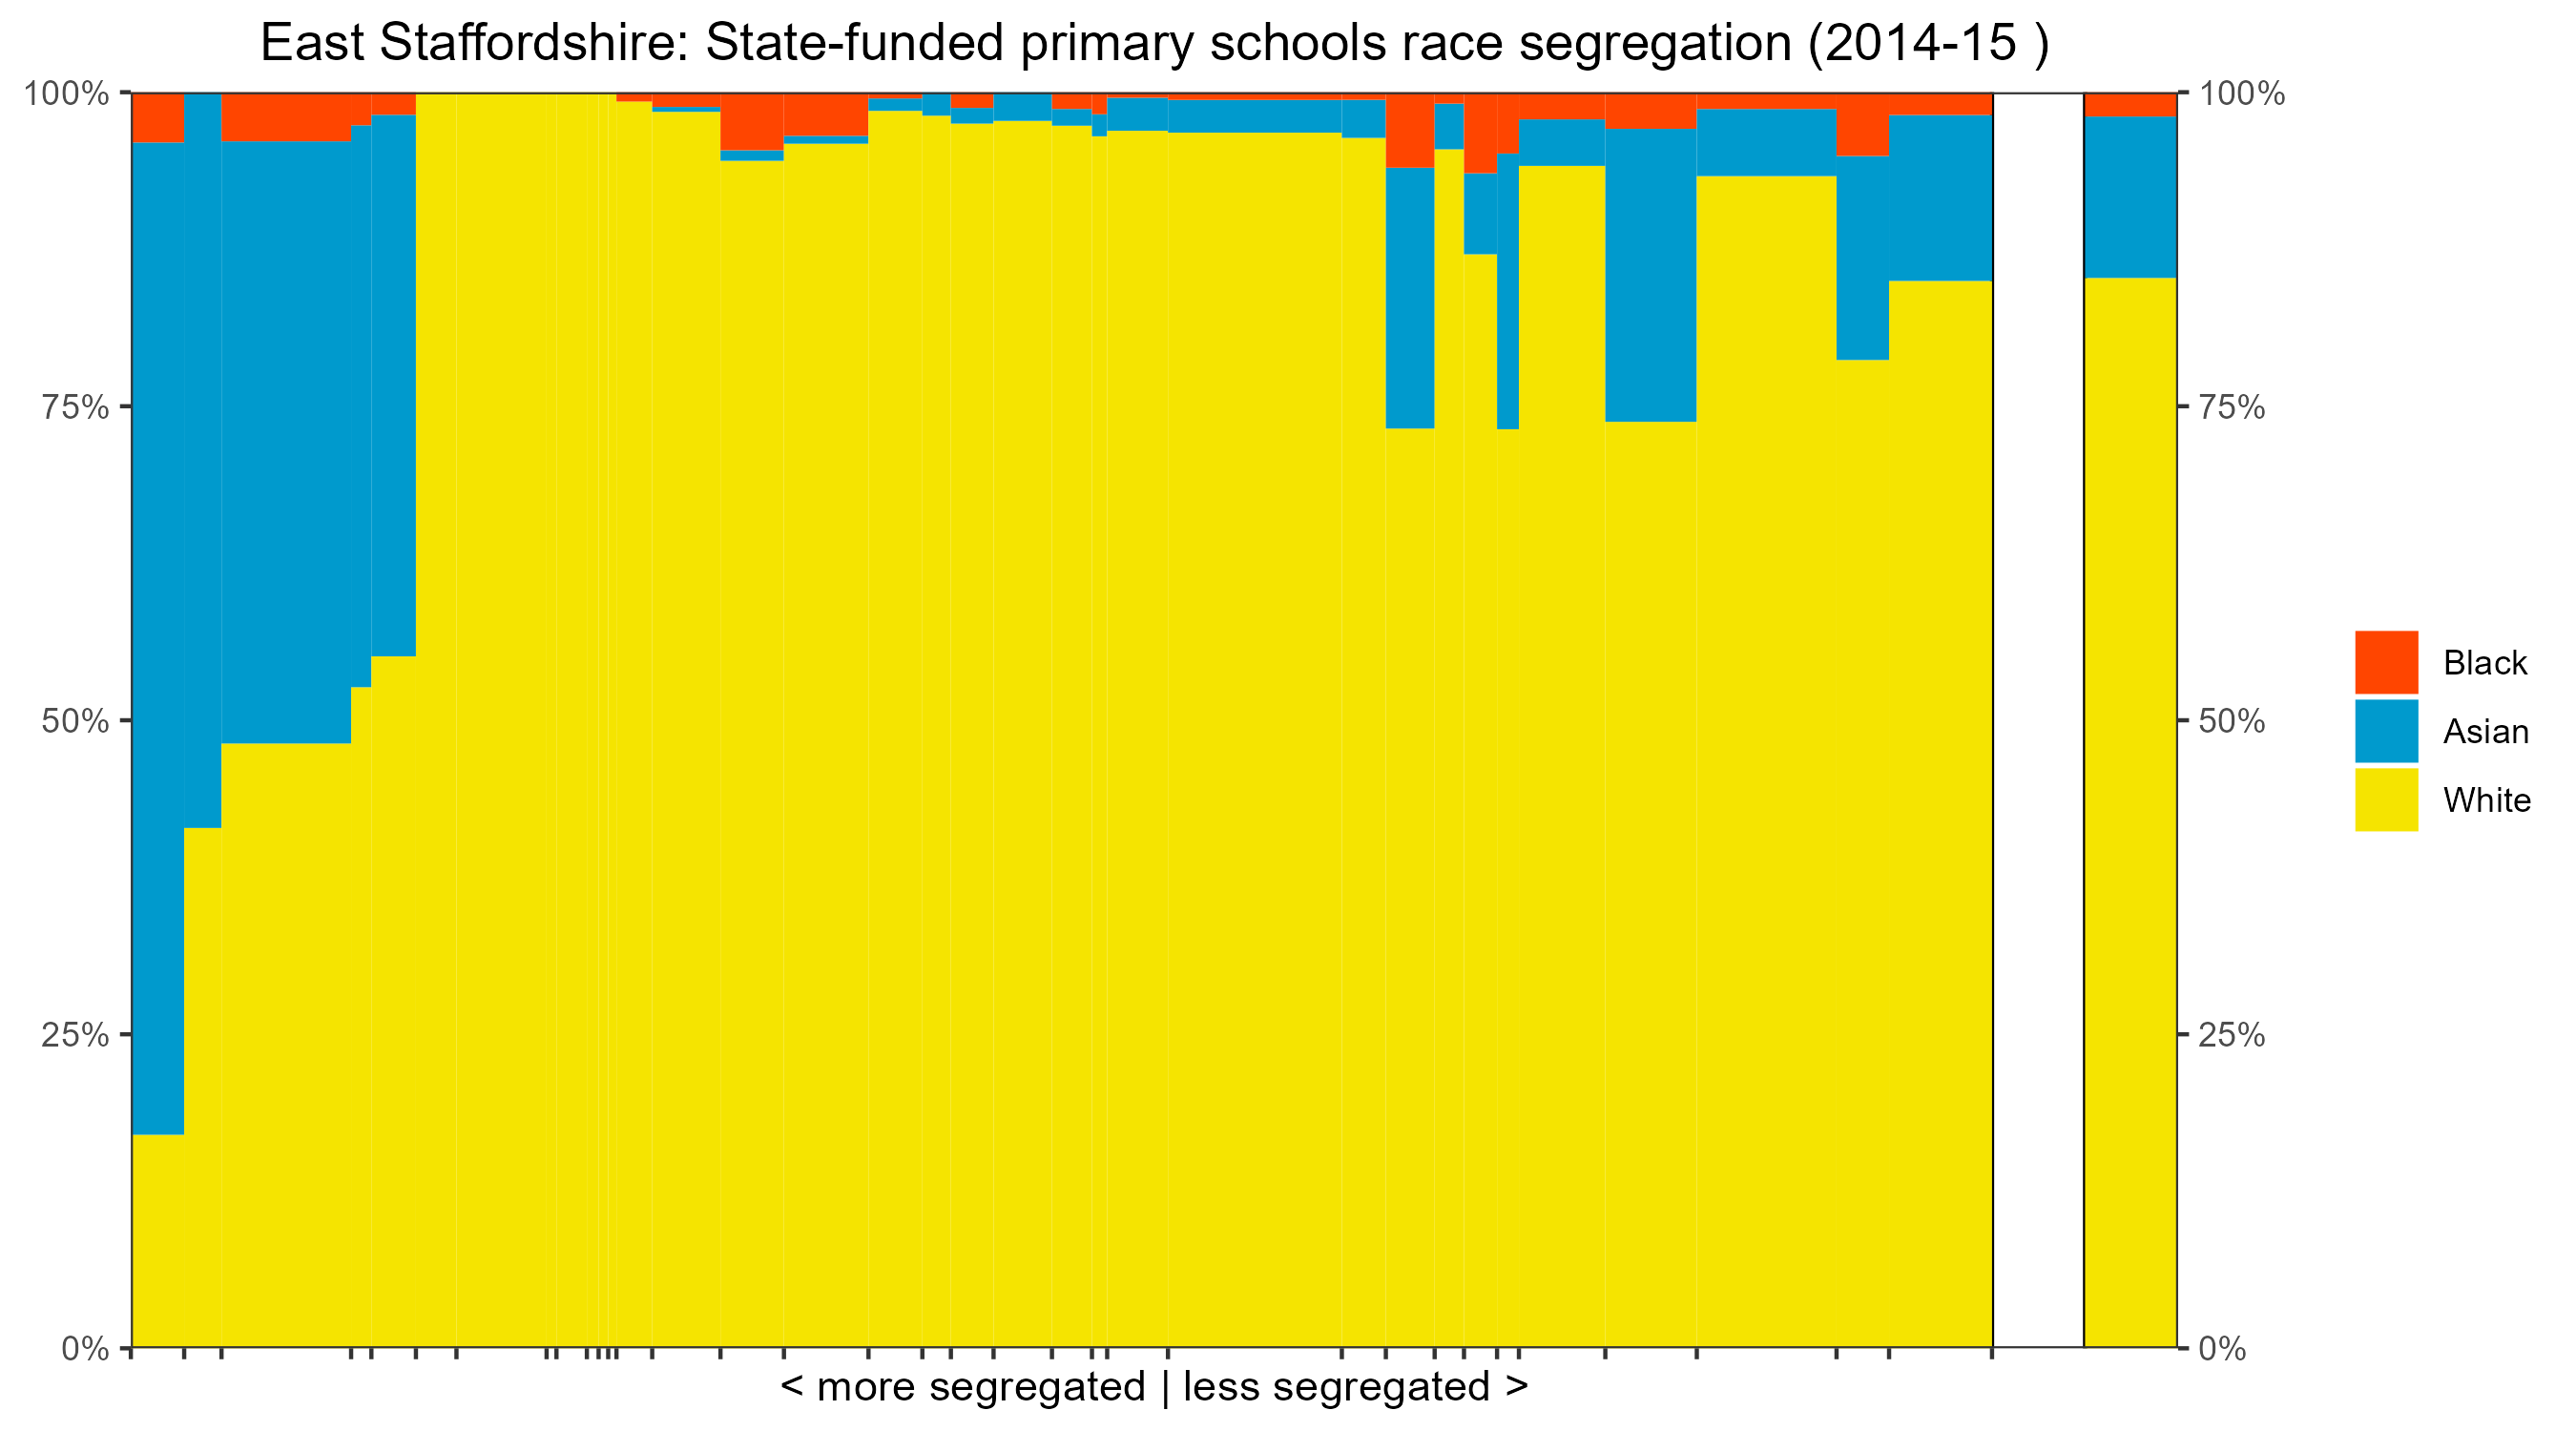 East Staffordshire: State-funded primary schools race segregation (2014-15 )
100%
75%
50%
25%
0%
100%
75%
50%
25%
0%
Black
Asian
White
< more segregated | less segregated >